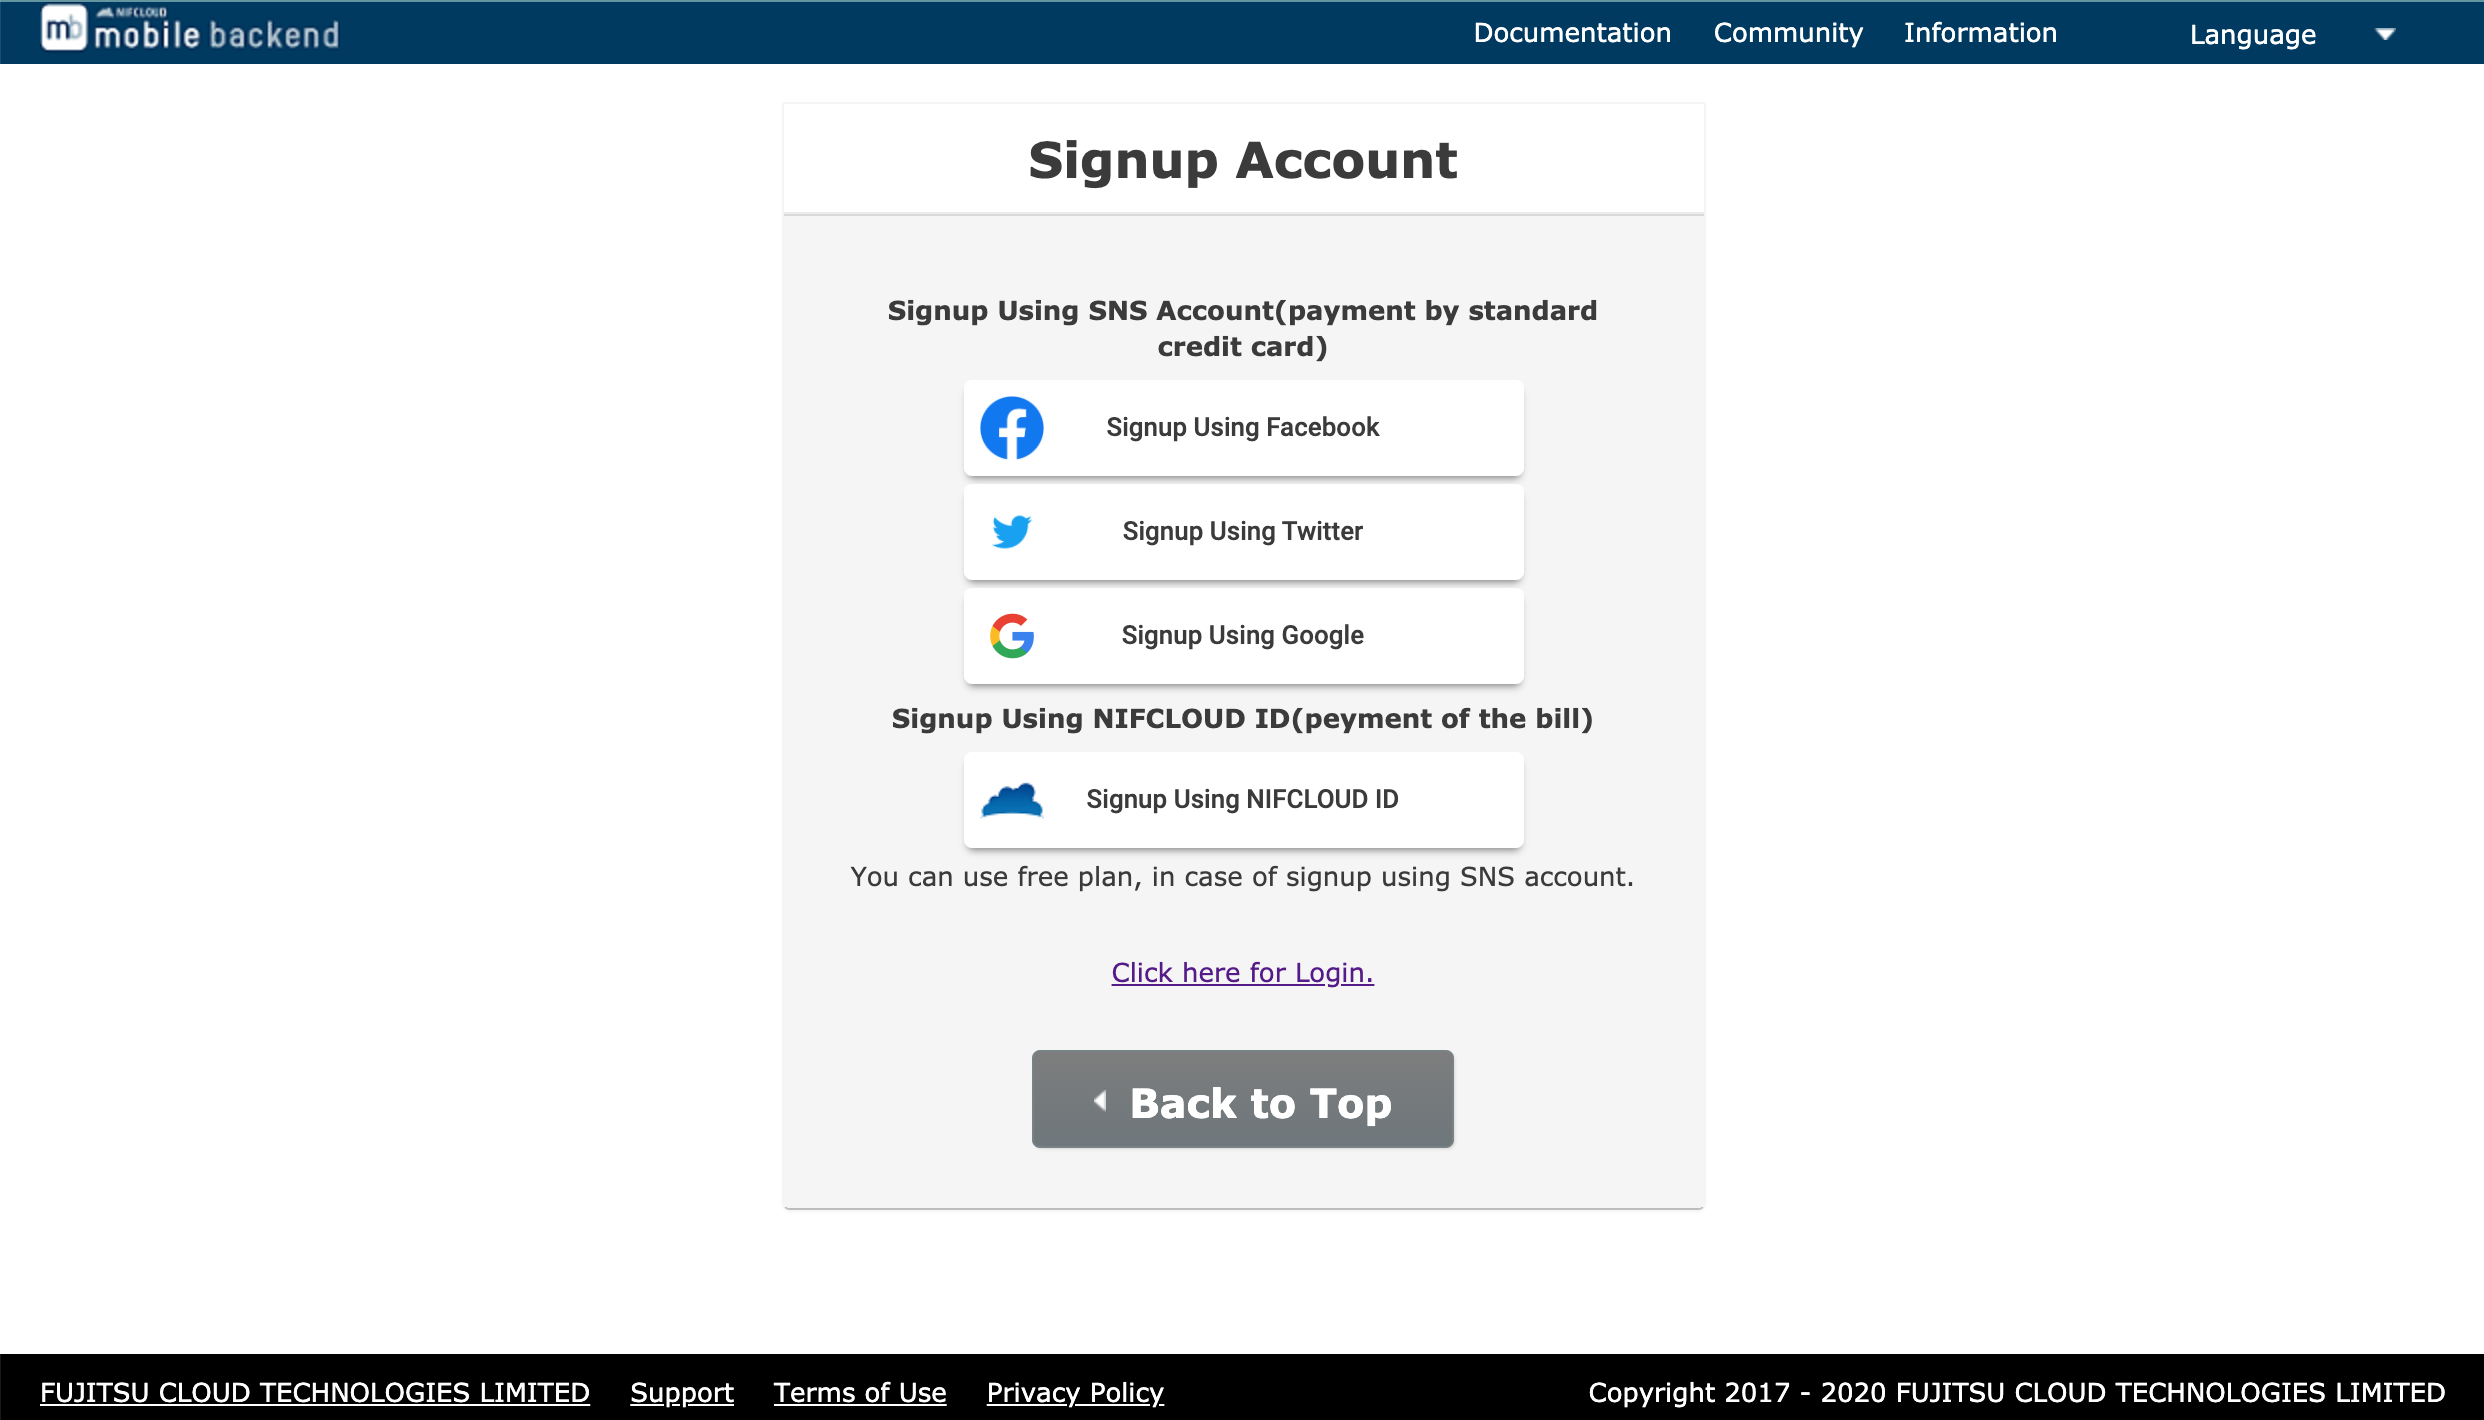 NIFCLOUD
mb mobile backend
Documentation Community Information Language
Signup Account
Signup Using SNS Account(payment by standard
credit card)
Signup Using Facebook
Signup Using Twitter
Signup Using Google
Signup Using NIFCLOUD ID(peyment of the bill)
Signup Using NIFCLOUD ID
You can use free plan, in case of signup using SNS account.
Click here for Login.
Back to Top
FUJITSU CLOUD TECHNOLOGIES LIMITED Support Terms of Use Privacy Policy Copyright 2017 - 2020 FUJITSU CLOUD TECHNOLOGIES LIMITED